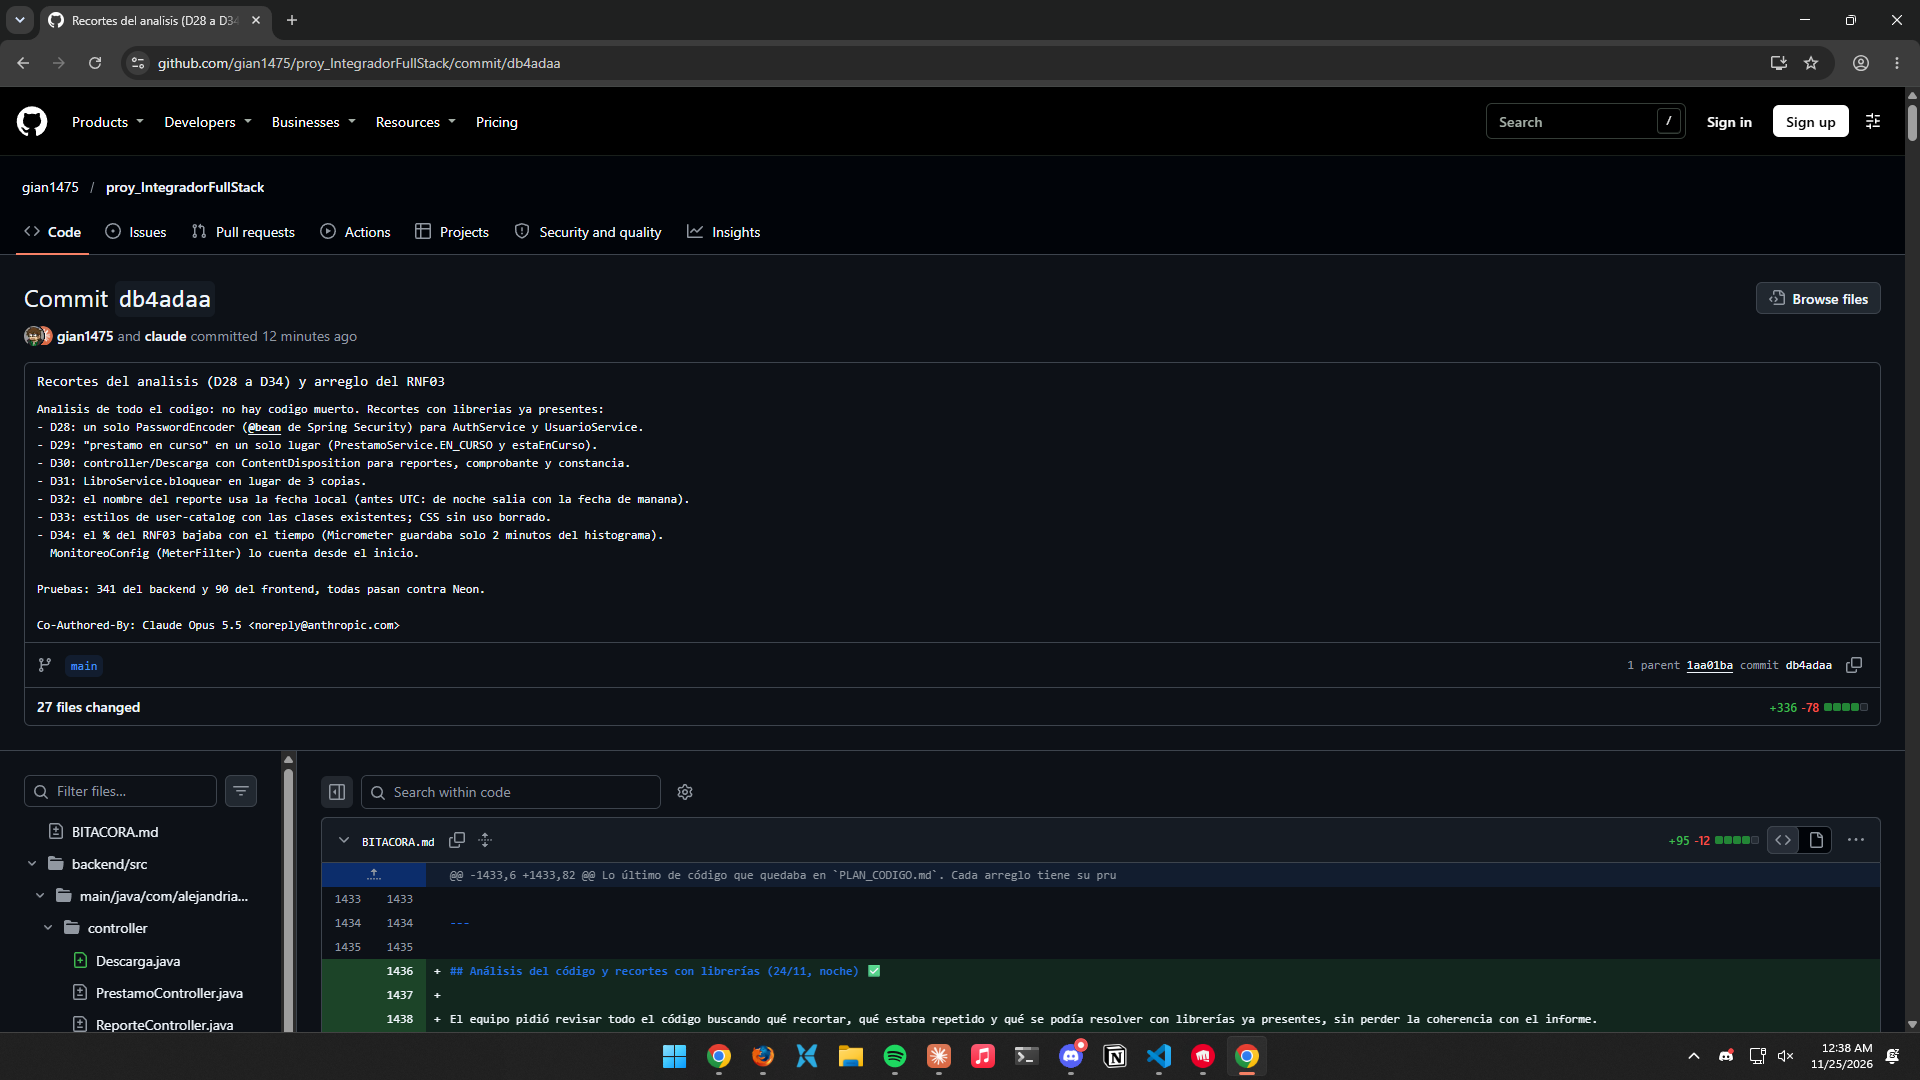 Recortes del analisis (D28 a D34
github.com/gian1475/proy_IntegradorFullStack/commit/db4adaa
Products
Developers
Businesses
Resources
Pricing
Search
/
Sign in
Sign up
gian1475 / proy_IntegradorFullStack
Code
Issues
Pull requests
Actions
Projects
Security and quality
Insights
Commit db4adaa
Browse files
gian1475 and claude committed 12 minutes ago
Recortes del analisis (D28 a D34) y arreglo del RNF03
Analisis de todo el codigo: no hay codigo muerto. Recortes con librerias ya presentes:
- D28: un solo PasswordEncoder (@bean de Spring Security) para AuthService y UsuarioService.
- D29: "prestamo en curso" en un solo lugar (PrestamoService.EN_CURSO y estaEnCurso).
- D30: controller/Descarga con ContentDisposition para reportes, comprobante y constancia.
- D31: LibroService.bloquear en lugar de 3 copias.
- D32: el nombre del reporte usa la fecha local (antes UTC: de noche salia con la fecha de manana).
- D33: estilos de user-catalog con las clases existentes; CSS sin uso borrado.
- D34: el % del RNF03 bajaba con el tiempo (Micrometer guardaba solo 2 minutos del histograma).
MonitoreoConfig (MeterFilter) lo cuenta desde el inicio.
Pruebas: 341 del backend y 90 del frontend, todas pasan contra Neon.
Co-Authored-By: Claude Opus 5.5 <noreply@anthropic.com>
main
1 parent 1aa01ba commit db4adaa
27 files changed
+336 -78
Filter files...
Search within code
BITACORA.md
backend/src
main/java/com/alejandria...
controller
Descarga.java
PrestamoController.java
ReporteController.java
BITACORA.md
+95 -12
@@ -1433,6 +1433,82 @@ Lo último de código que quedaba en `PLAN_CODIGO.md`. Cada arreglo tiene su pru
1433 1433
1434 1434 ---
1435 1435
1436 + ## Análisis del código y recortes con librerías (24/11, noche) ✅
1437 +
1438 + El equipo pidió revisar todo el código buscando qué recortar, qué estaba repetido y qué se podía resolver con librerías ya presentes, sin perder la coherencia con el informe.
12:38 AM
11/25/2026